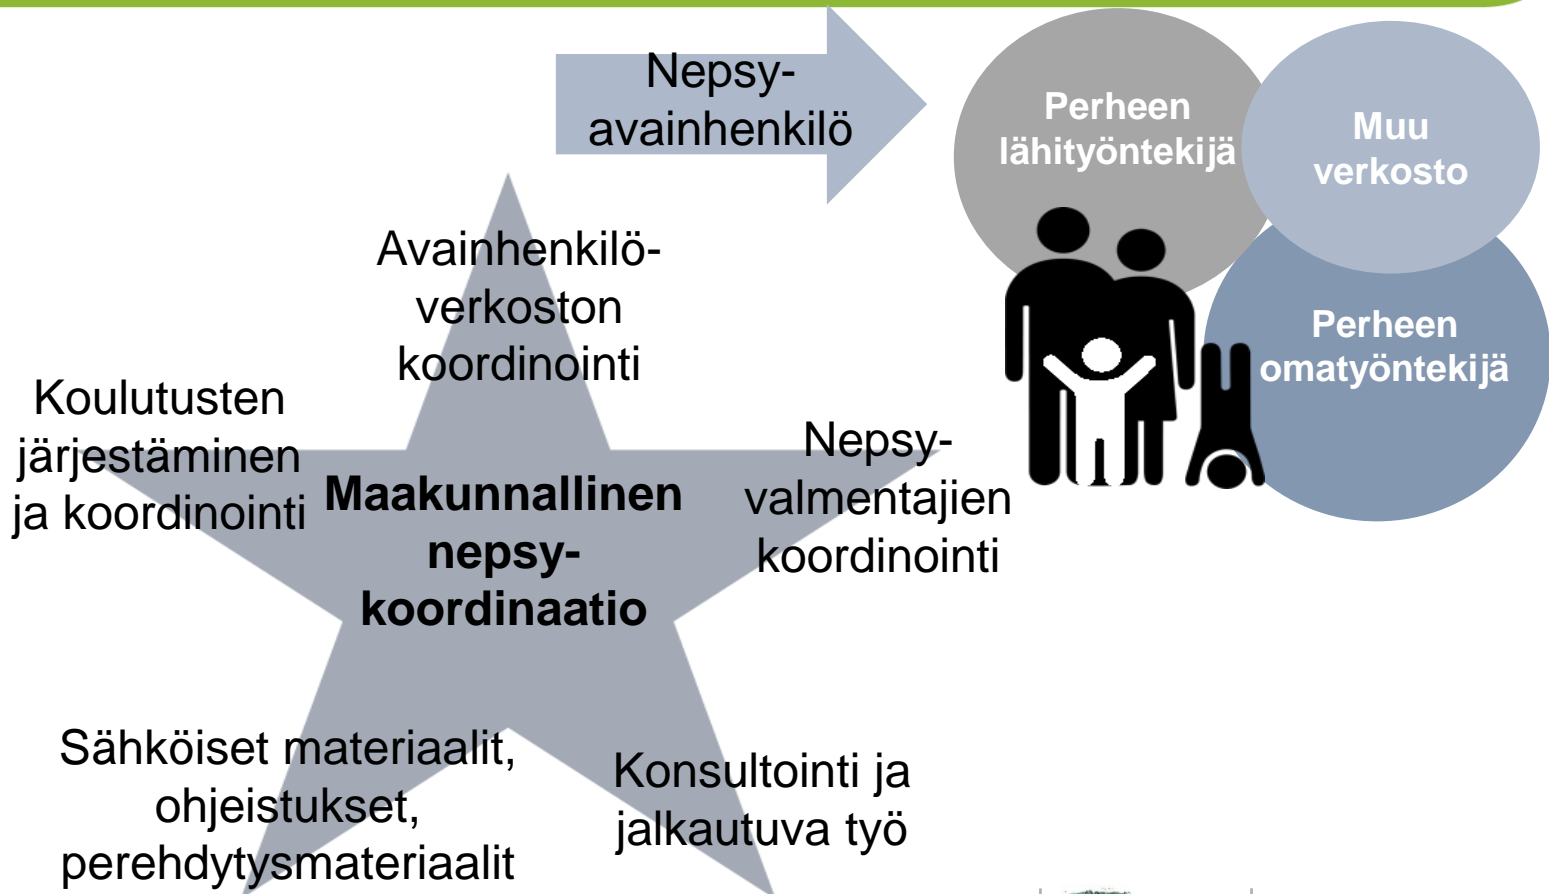 Nepsy-
avainhenkilö
Perheen
lähityöntekijä
Muu
verkosto
Perheen
omatyöntekijä
Avainhenkilö-
verkoston
koordinointi
Koulutusten
järjestäminen
ja koordinointi
Maakunnallinen
nepsy-
koordinaatio
Nepsy-
valmentajien
koordinointi
Sähköiset materiaalit,
ohjeistukset,
perehdytysmateriaalit
Konsultointi ja
jalkautuva työ